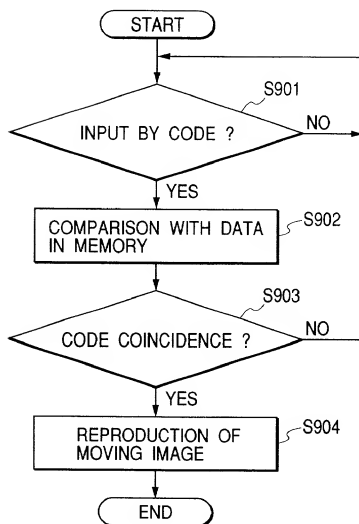 START
S901
INPUT BY CODE ?
NO
YES
COMPARISON WITH DATA
IN MEMORY
S902
S903
CODE COINCIDENCE ?
NO
YES
REPRODUCTION OF
MOVING IMAGE
S904
END